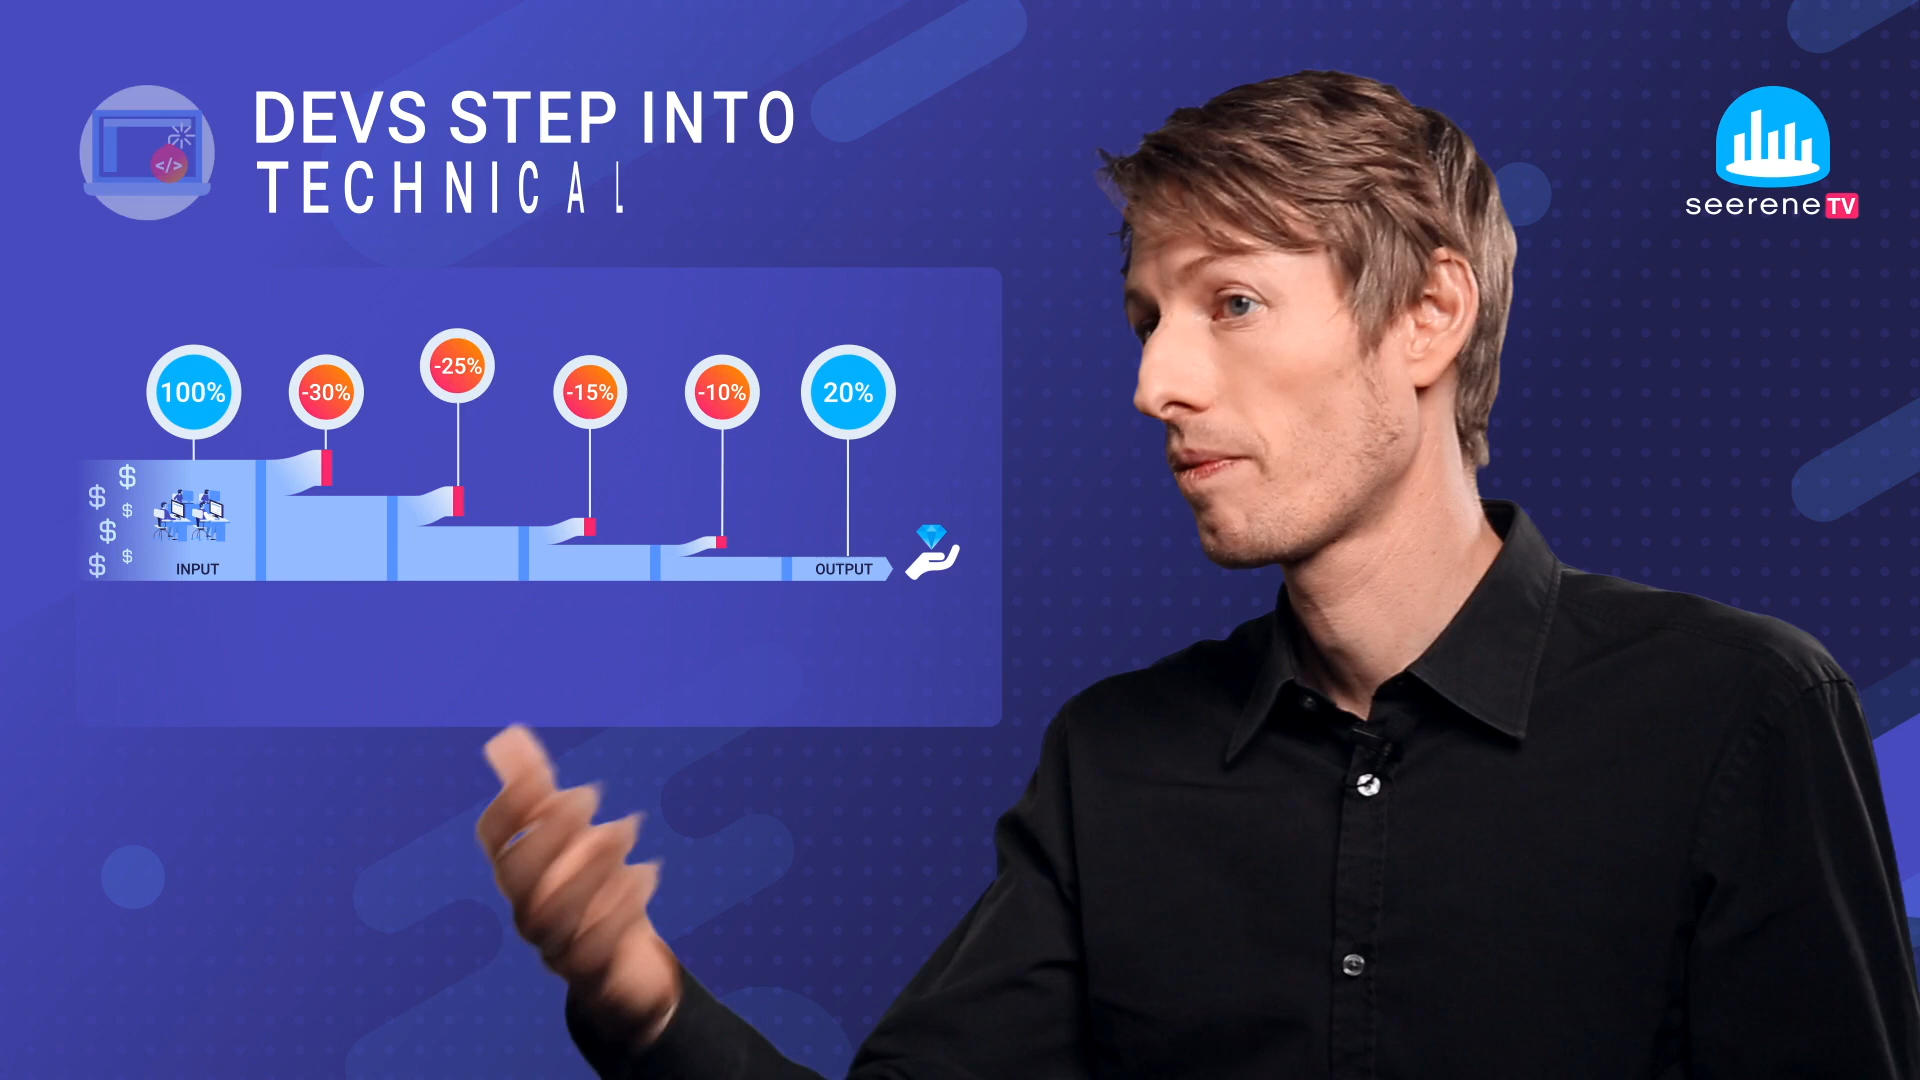 DEVS STEP INTO
TECHNICAL
seerene TV
</>
100% -30% -25% -15% -10% 20%
$ $ $ $ $ $
INPUT OUTPUT